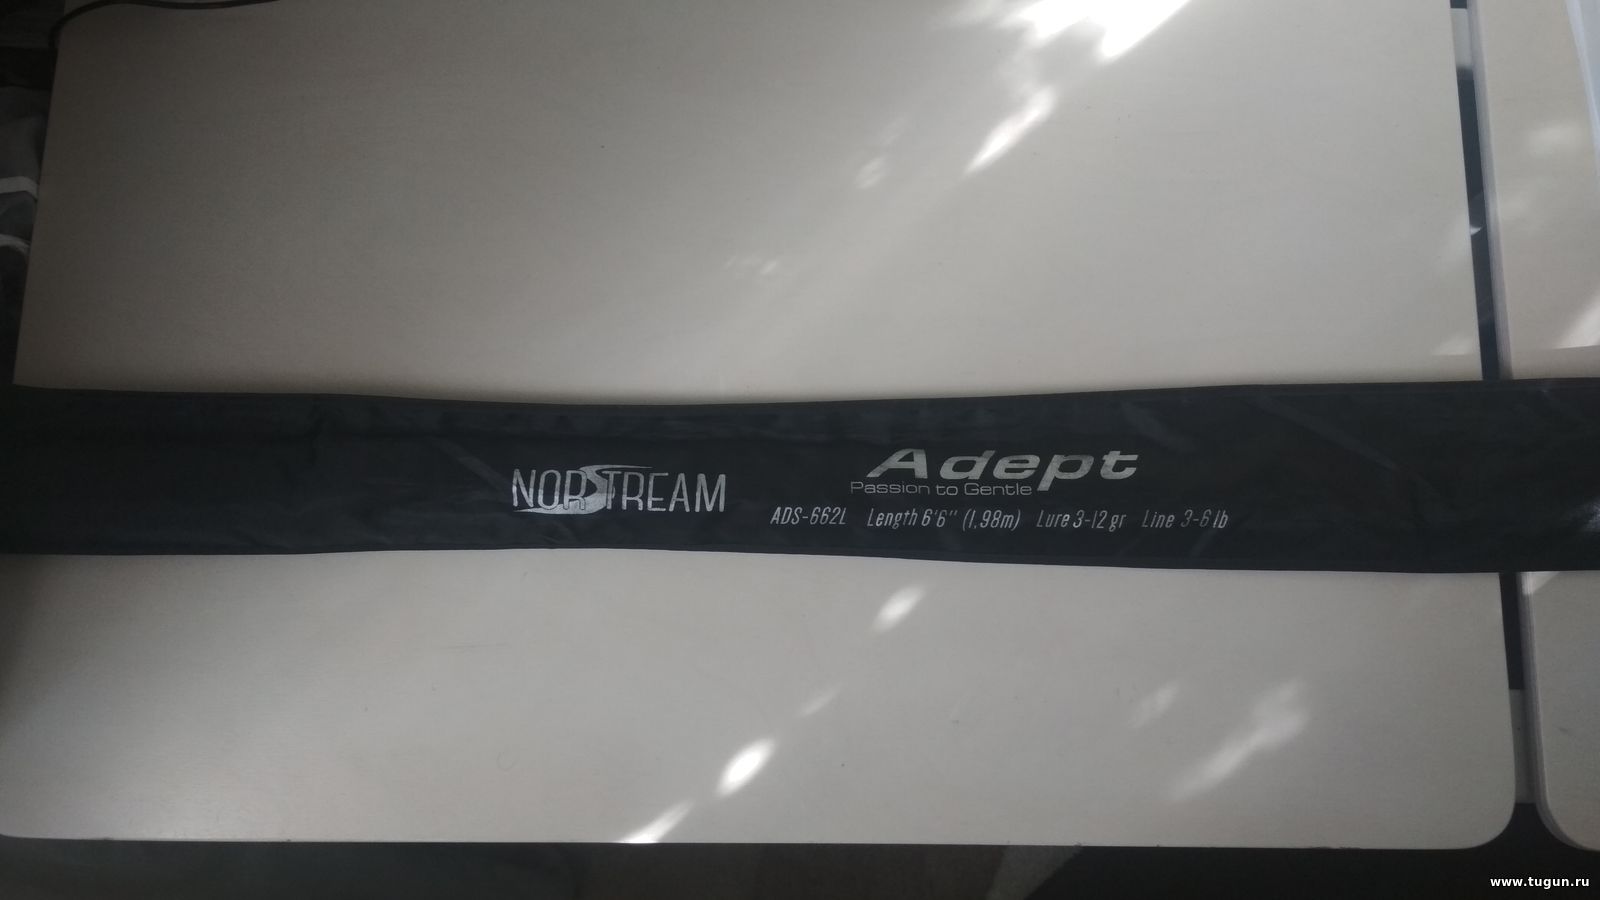 NORSTREAM
Adept
Passion to Gentle
ADS-662L Length 6'6" (1,98m) Lure 3-12 gr Line 3-6 lb
www.tugun.ru